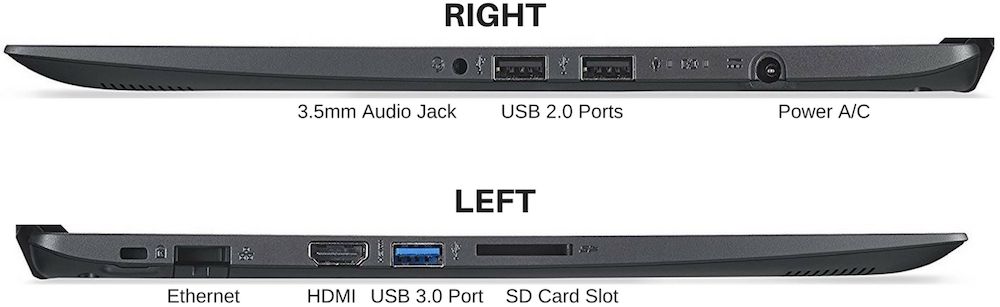 RIGHT
3.5mm Audio Jack USB 2.0 Ports Power A/C
LEFT
Ethernet HDMI USB 3.0 Port SD Card Slot